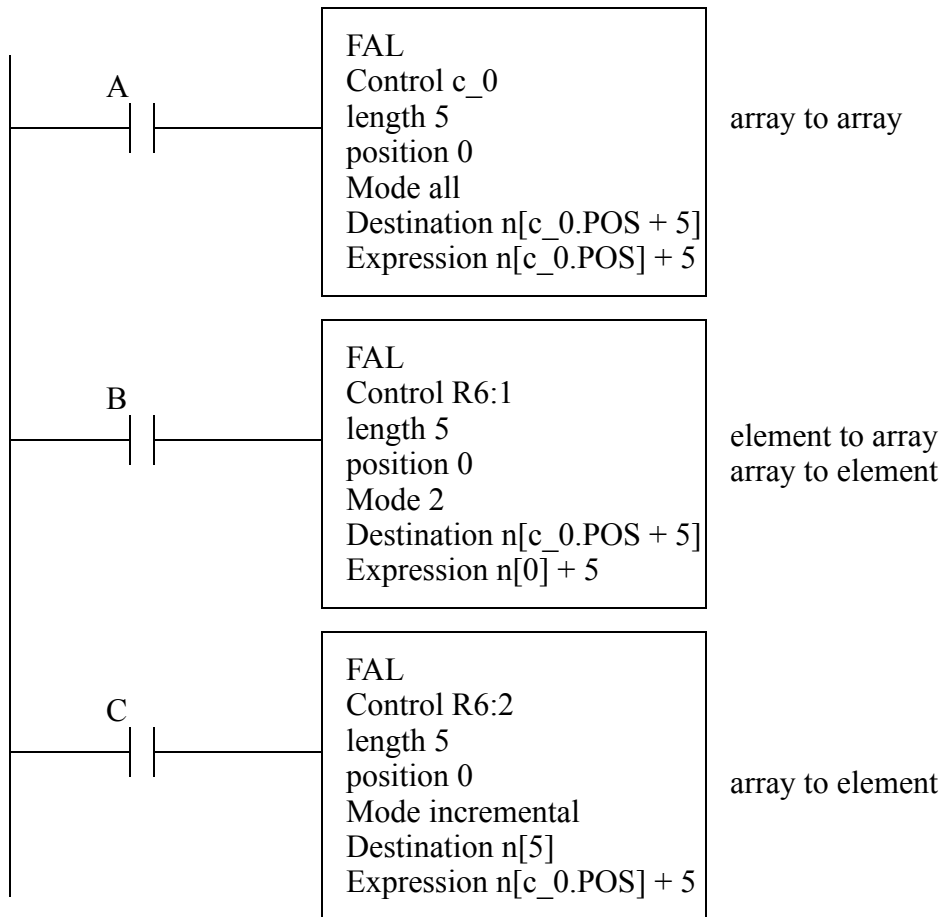 A
FAL
Control c_0
length 5
position 0
Mode all
Destination n[c_0.POS + 5]
Expression n[c_0.POS] + 5
array to array
B
FAL
Control R6:1
length 5
position 0
Mode 2
Destination n[c_0.POS + 5]
Expression n[0] + 5
element to array
array to element
C
FAL
Control R6:2
length 5
position 0
Mode incremental
Destination n[5]
Expression n[c_0.POS] + 5
array to element